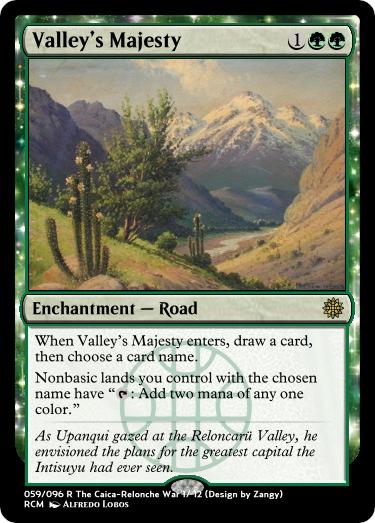 Valley's Majesty 1
Enchantment — Road
When Valley's Majesty enters, draw a card,
then choose a card name.
Nonbasic lands you control with the chosen
name have “: Add two mana of any one
color.”
As Upanqui gazed at the Reloncarü Valley, he
envisioned the plans for the greatest capital the
Intisuyu had ever seen.
059/096 R The Caica-Relonche War 1/12 (Design by Zangy)
RCM Alfredo Lobos